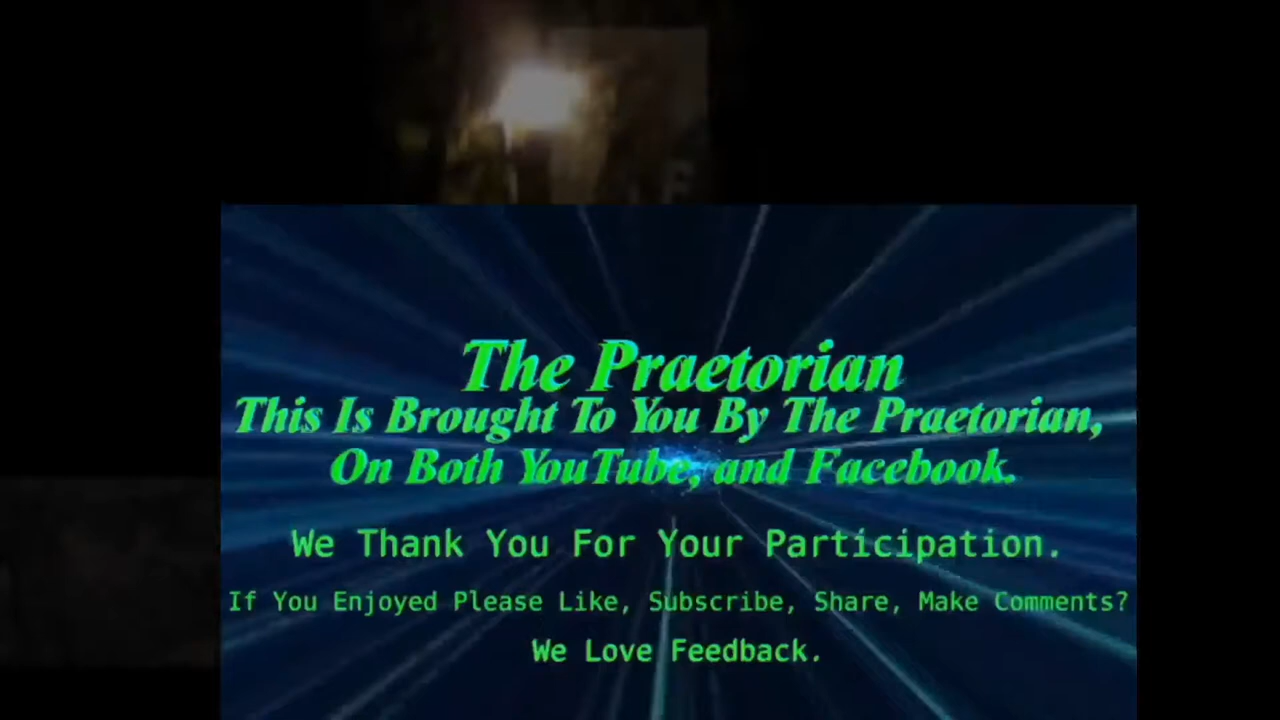 The Praetorian
This Is Brought To You By The Praetorian,
On Both YouTube, and Facebook.
We Thank You For Your Participation.
If You Enjoyed Please Like, Subscribe, Share, Make Comments?
We Love Feedback.